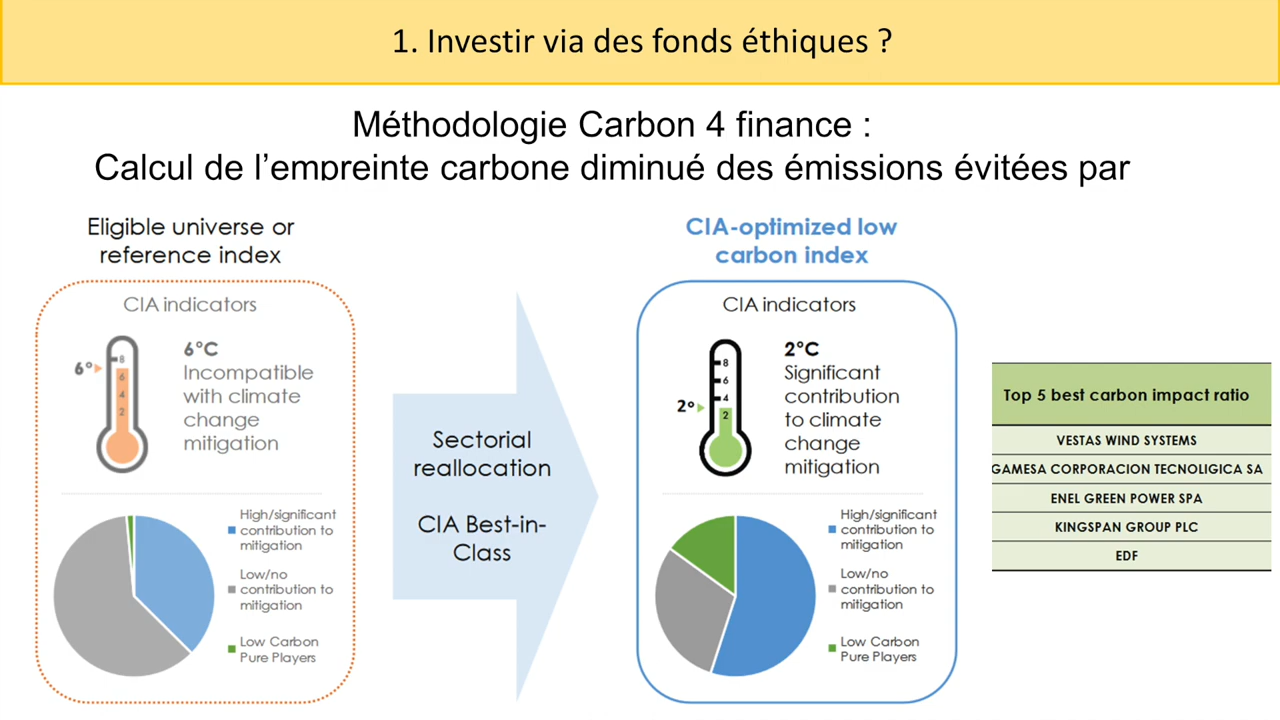 1. Investir via des fonds éthiques ?
Méthodologie Carbon 4 finance :
Calcul de l'empreinte carbone diminué des émissions évitées par
Eligible universe or
reference index
CIA indicators
6°
8
6
4
2
6°C
Incompatible
with climate
change
mitigation
High/significant
contribution to
mitigation
Low/no
contribution to
mitigation
Low Carbon
Pure Players
Sectorial
reallocation
CIA Best-in-
Class
CIA-optimized low
carbon index
CIA indicators
2°
8
6
4
2
2°C
Significant
contribution
to climate
change
mitigation
High/significant
contribution to
mitigation
Low/no
contribution to
mitigation
Low Carbon
Pure Players
Top 5 best carbon impact ratio
VESTAS WIND SYSTEMS
GAMESA CORPORACION TECNOLIGICA SA
ENEL GREEN POWER SPA
KINGSPAN GROUP PLC
EDF